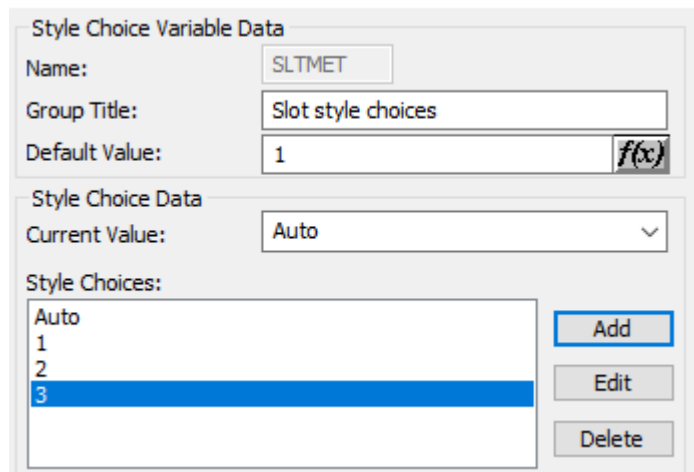 Style Choice Variable Data
Name: SLTMET
Group Title: Slot style choices
Default Value: 1 f(x)
Style Choice Data
Current Value: Auto
Style Choices:
Auto
1
2
3
Add
Edit
Delete